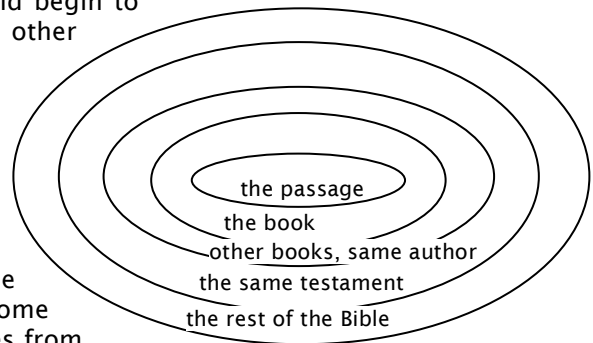 d begin to
other
the passage
the book
other books, same author
the same testament
e
the rest of the Bible
ome
s from